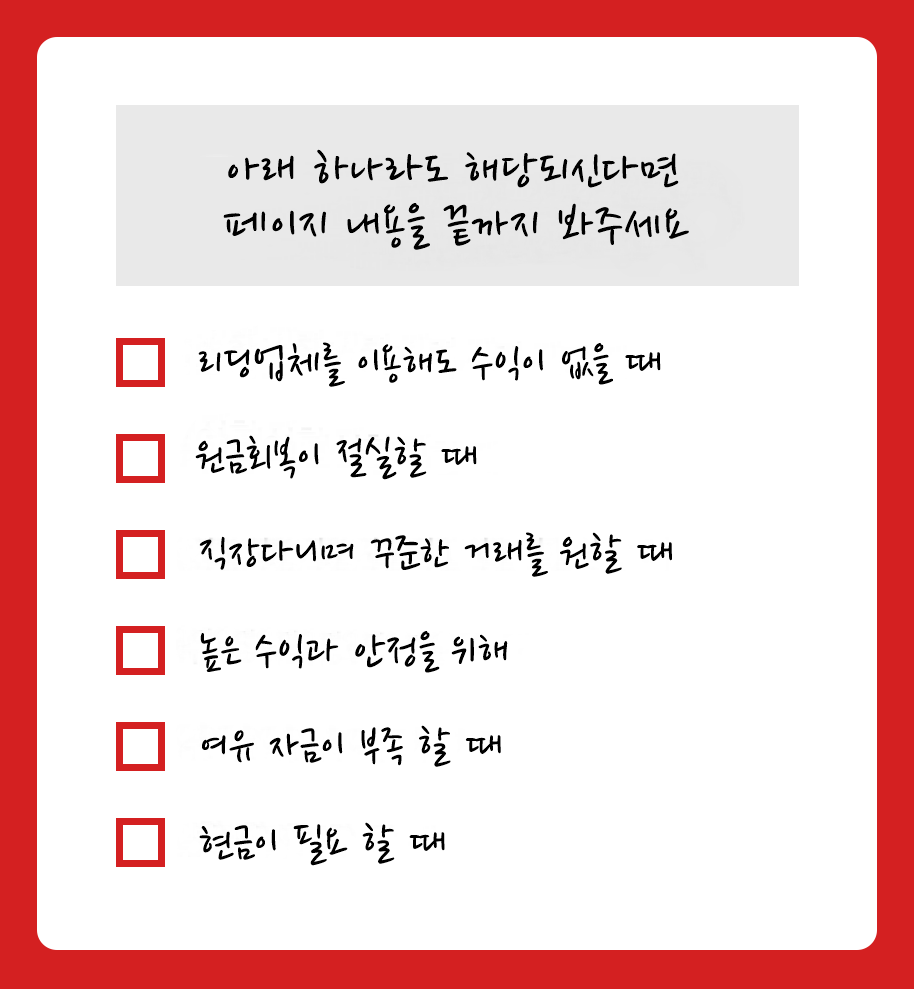 아래 하나라도 해당되신다면
페이지 내용을 끝까지 봐주세요
리딩업체를 이용해도 수익이 없을 때
원금회복이 절실할 때
직장다니며 꾸준한 거래를 원할 때
높은 수익과 안정을 위해
여유 자금이 부족 할 때
현금이 필요 할 때